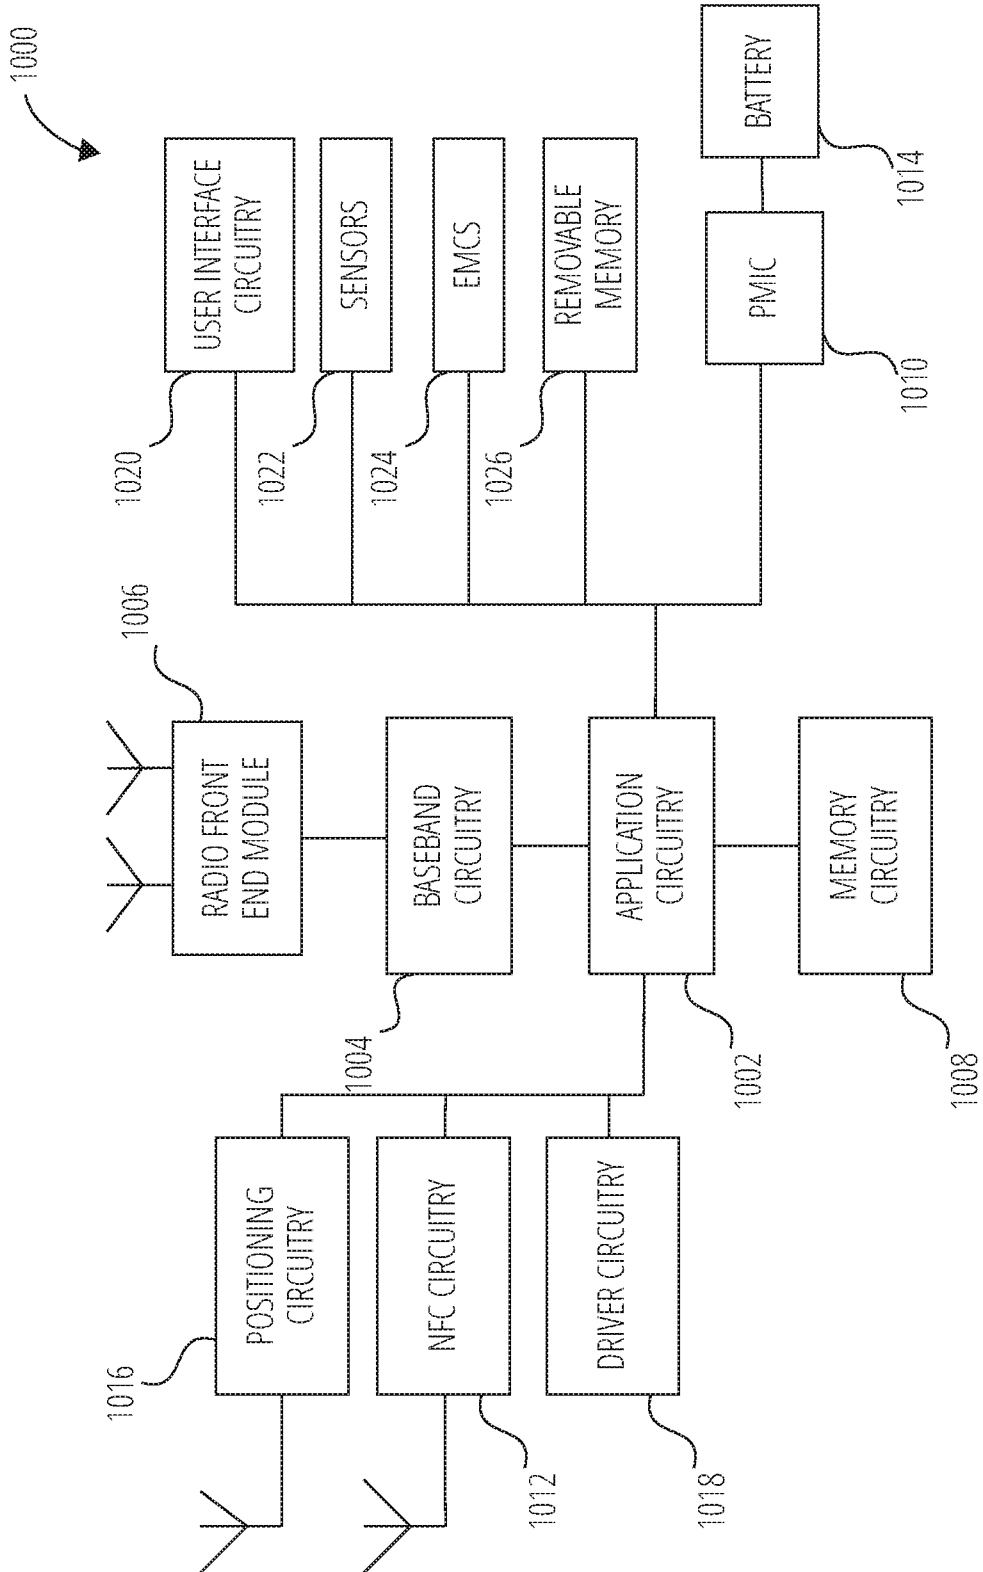 1000
USER INTERFACE
CIRCUITRY
1020
SENSORS
1022
EMCS
1024
REMOVABLE
MEMORY
1026
BATTERY
1014
PMIC
1010
1006
RADIO FRONT
END MODULE
BASEBAND
CIRCUITRY
1004
APPLICATION
CIRCUITRY
1002
MEMORY
CIRCUITRY
1008
POSITIONING
CIRCUITRY
1016
NFC CIRCUITRY
1012
DRIVER CIRCUITRY
1018